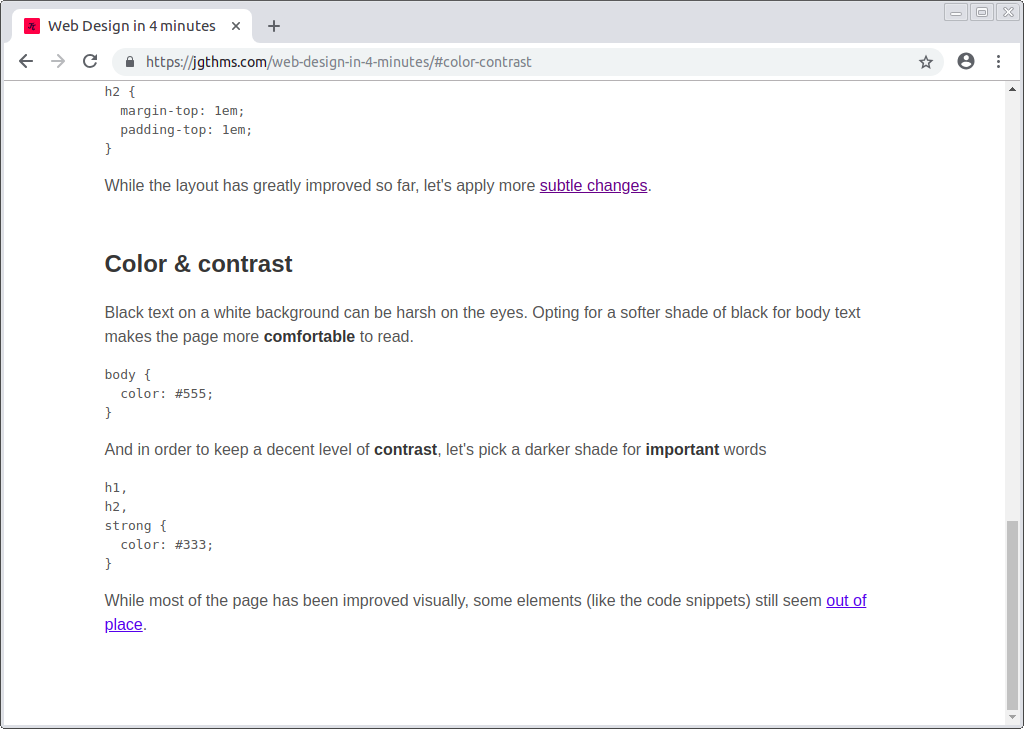 Web Design in 4 minutes
https://jgthms.com/web-design-in-4-minutes/#color-contrast
h2 {
  margin-top: 1em;
  padding-top: 1em;
}
While the layout has greatly improved so far, let's apply more subtle changes.
Color & contrast
Black text on a white background can be harsh on the eyes. Opting for a softer shade of black for body text
makes the page more comfortable to read.
body {
  color: #555;
}
And in order to keep a decent level of contrast, let's pick a darker shade for important words
h1,
h2,
strong {
  color: #333;
}
While most of the page has been improved visually, some elements (like the code snippets) still seem out of
place.